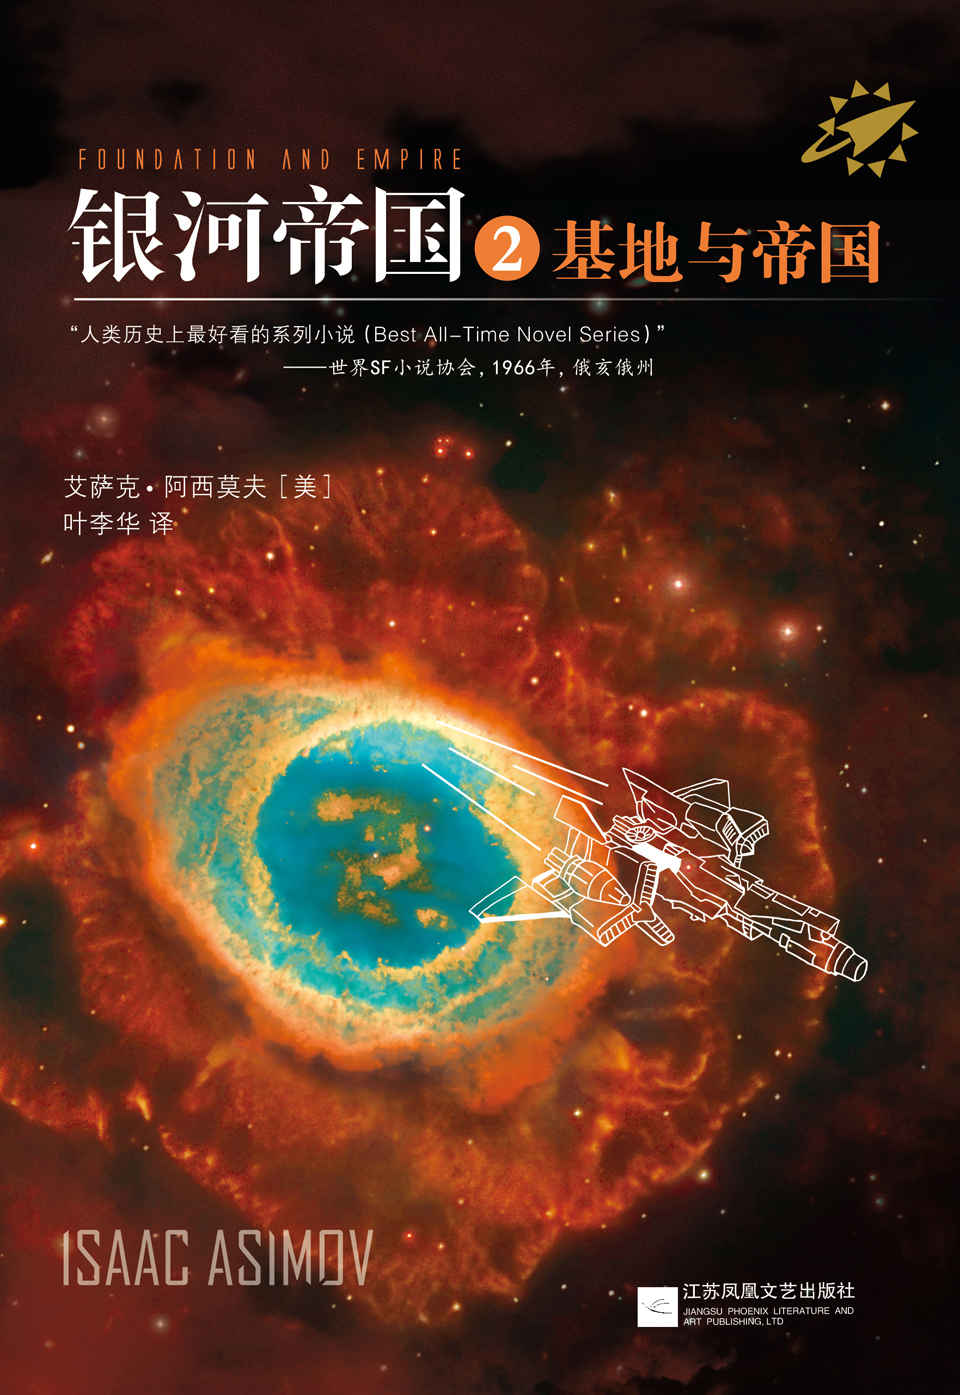 FOUNDATION AND EMPIRE
银河帝国 2 基地与帝国
“人类历史上最好看的系列小说（Best All-Time Novel Series）”
——世界SF小说协会，1966年，俄亥俄州
艾萨克·阿西莫夫［美］
叶李华 译
ISAAC ASIMOV
江苏凤凰文艺出版社
JIANGSU PHOENIX LITERATURE AND
ART PUBLISHING, LTD